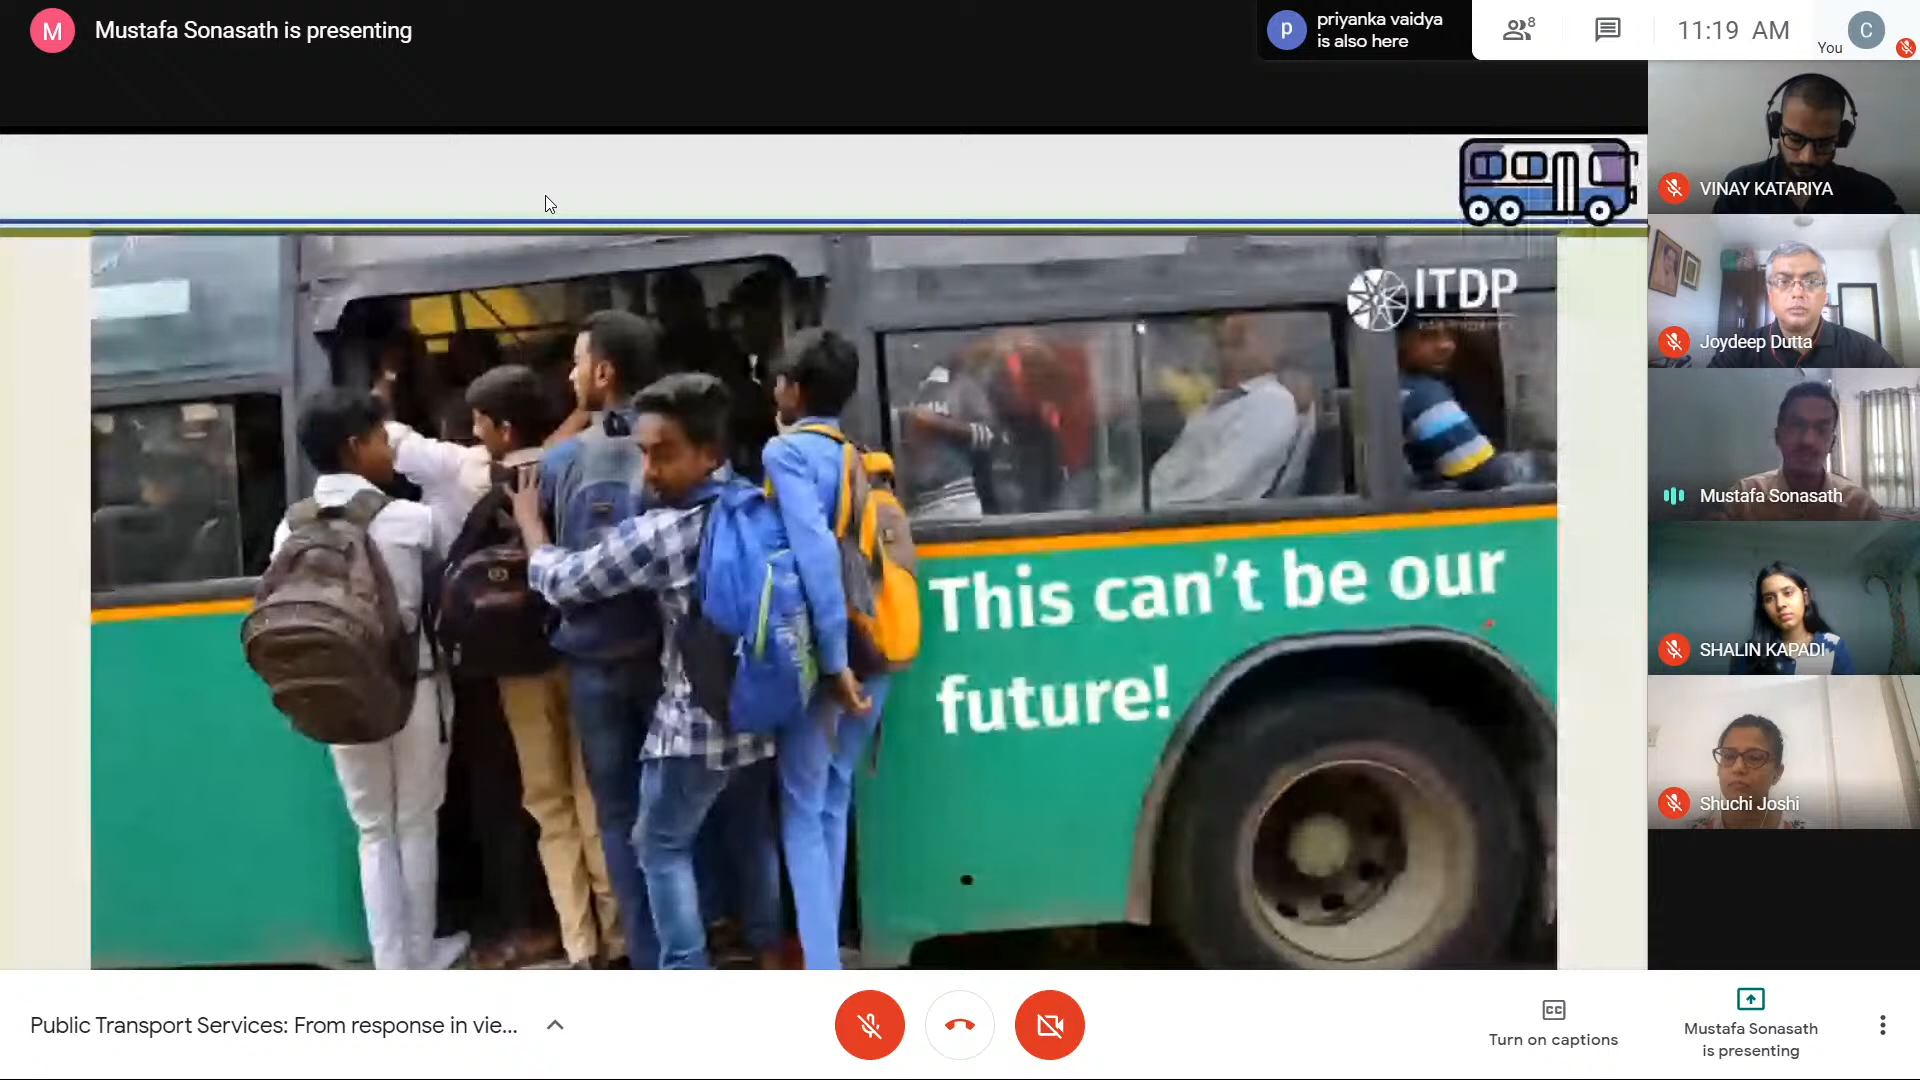 M
Mustafa Sonasath is presenting
p
priyanka vaidya
is also here
8
11:19 AM
You
C
VINAY KATARIYA
ITDP
Joydeep Dutta
Mustafa Sonasath
This can't be our
future!
SHALIN KAPADI
Shuchi Joshi
Public Transport Services: From response in vie...
CC
Turn on captions
Mustafa Sonasath
is presenting